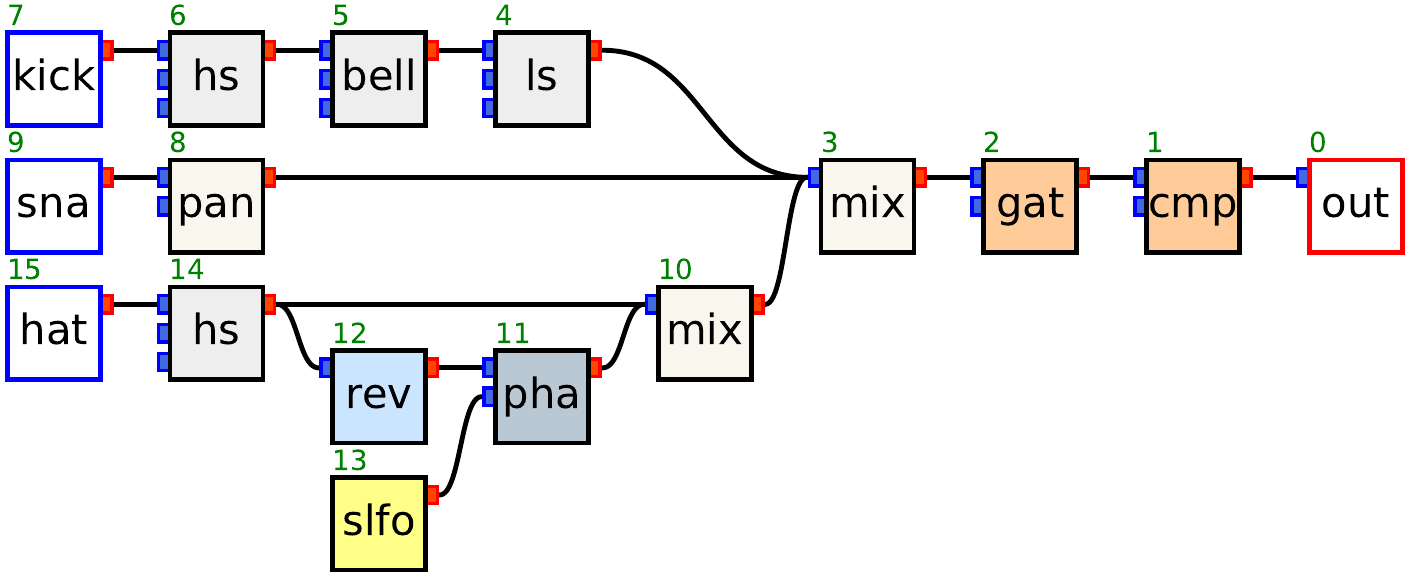 7 6 5 4
kick hs bell ls
9 8 3 2 1 0
sna pan mix gat cmp out
15 14 10
hat hs mix
12 11
rev pha
13
slfo